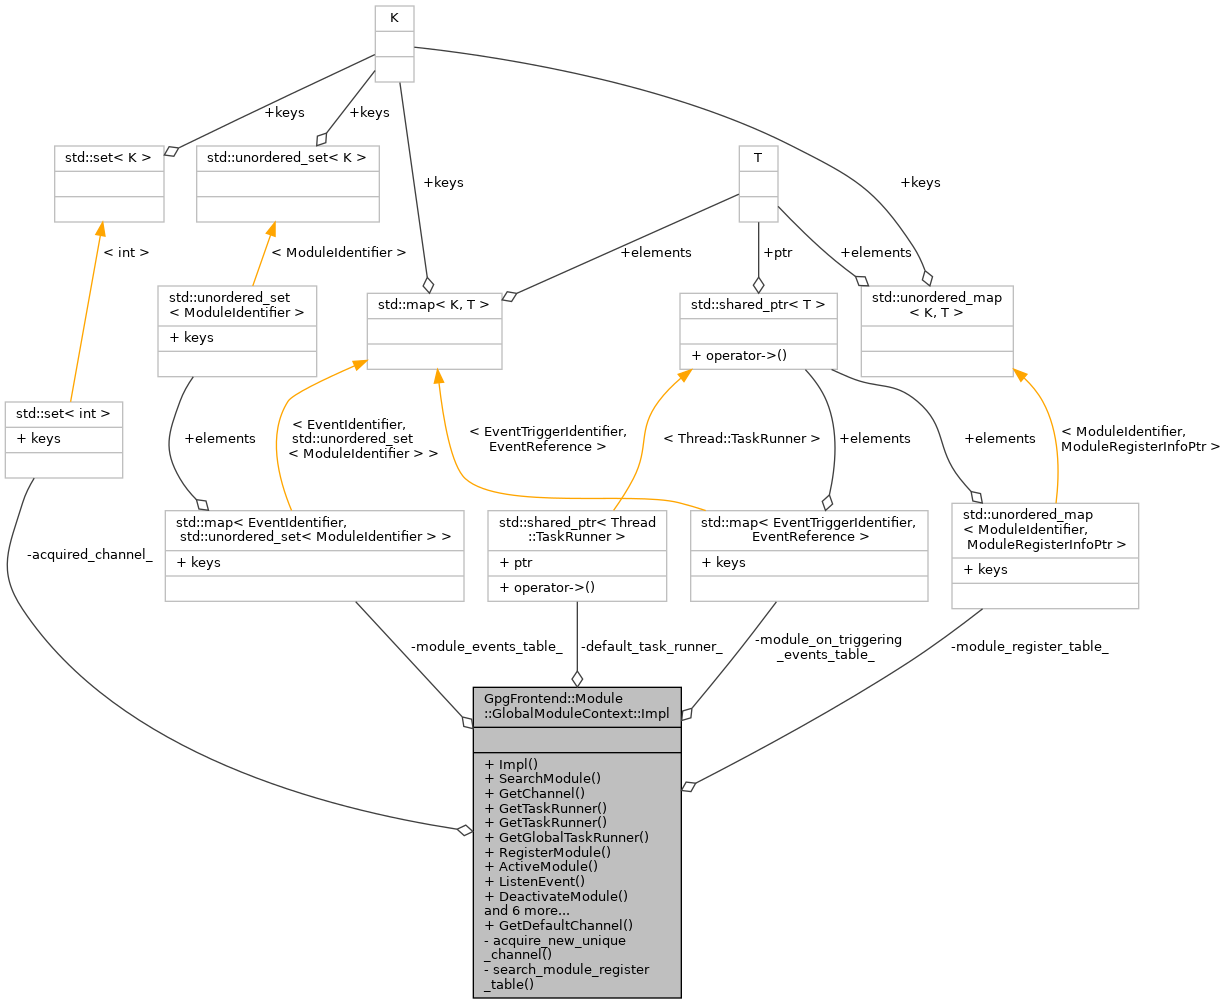 K
+keys
+keys
std::set< K >
std::unordered_set< K >
T
+keys
+keys
< int >
< ModuleIdentifier >
+elements
+ptr
+elements
std::unordered_set
< ModuleIdentifier >
+ keys
std::map< K, T >
std::shared_ptr< T >
+ operator->()
std::unordered_map
< K, T >
std::set< int >
+ keys
+elements
< EventIdentifier,
std::unordered_set
< ModuleIdentifier > >
< EventTriggerIdentifier,
EventReference >
< Thread::TaskRunner >
+elements
+elements
< ModuleIdentifier,
ModuleRegisterInfoPtr >
-acquired_channel_
std::map< EventIdentifier,
std::unordered_set< ModuleIdentifier > >
+ keys
std::shared_ptr< Thread
::TaskRunner >
+ ptr
+ operator->()
std::map< EventTriggerIdentifier,
EventReference >
+ keys
std::unordered_map
< ModuleIdentifier,
ModuleRegisterInfoPtr >
+ keys
-module_events_table_
-default_task_runner_
-module_on_triggering
_events_table_
-module_register_table_
GpgFrontend::Module
::GlobalModuleContext::Impl
+ Impl()
+ SearchModule()
+ GetChannel()
+ GetTaskRunner()
+ GetTaskRunner()
+ GetGlobalTaskRunner()
+ RegisterModule()
+ ActiveModule()
+ ListenEvent()
+ DeactivateModule()
and 6 more...
+ GetDefaultChannel()
- acquire_new_unique
_channel()
- search_module_register
_table()